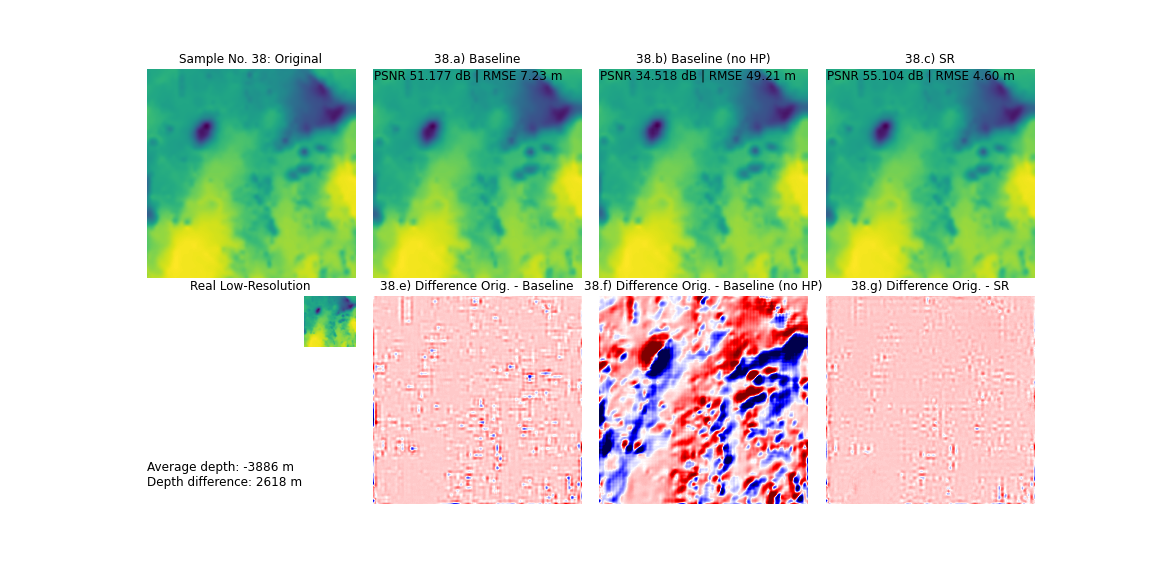 Sample No. 38: Original
38.a) Baseline
38.b) Baseline (no HP)
38.c) SR
PSNR 51.177 dB | RMSE 7.23 m
PSNR 34.518 dB | RMSE 49.21 m
PSNR 55.104 dB | RMSE 4.60 m
Real Low-Resolution
38.e) Difference Orig. - Baseline
38.f) Difference Orig. - Baseline (no HP)
38.g) Difference Orig. - SR
Average depth: -3886 m
Depth difference: 2618 m